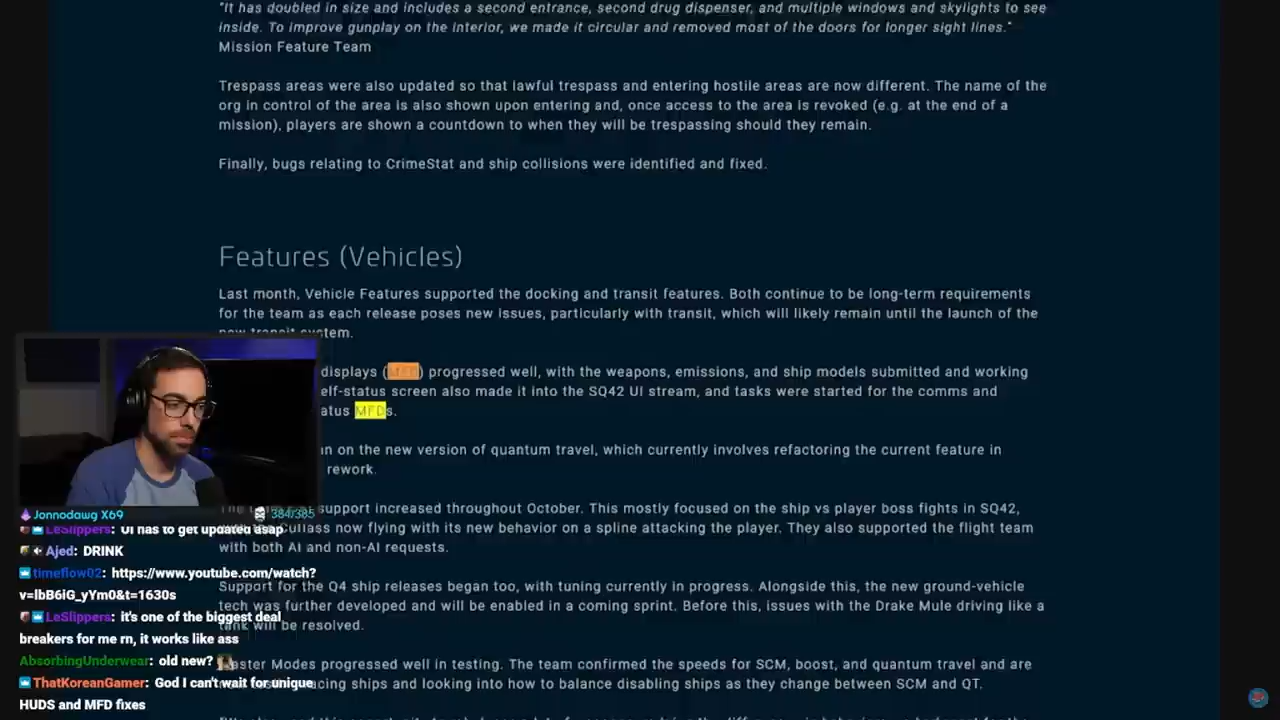 "It has doubled in size and includes a second entrance, second drug dispenser, and multiple windows and skylights to see
inside. To improve gunplay on the interior, we made it circular and removed most of the doors for longer sight lines."
Mission Feature Team
Trespass areas were also updated so that lawful trespass and entering hostile areas are now different. The name of the
org in control of the area is also shown upon entering and, once access to the area is revoked (e.g. at the end of a
mission), players are shown a countdown to when they will be trespassing should they remain.
Finally, bugs relating to CrimeStat and ship collisions were identified and fixed.
Features (Vehicles)
Last month, Vehicle Features supported the docking and transit features. Both continue to be long-term requirements
for the team as each release poses new issues, particularly with transit, which will likely remain until the launch of the
new transit system.
displays (MFD) progressed well, with the weapons, emissions, and ship models submitted and working
elf-status screen also made it into the SQ42 UI stream, and tasks were started for the comms and
atus MFDs.
n on the new version of quantum travel, which currently involves refactoring the current feature in
rework.
support increased throughout October. This mostly focused on the ship vs player boss fights in SQ42,
Cutlass now flying with its new behavior on a spline attacking the player. They also supported the flight team
with both AI and non-AI requests.
Support for the Q4 ship releases began too, with tuning currently in progress. Alongside this, the new ground-vehicle
tech was further developed and will be enabled in a coming sprint. Before this, issues with the Drake Mule driving like a
tank will be resolved.
Master Modes progressed well in testing. The team confirmed the speeds for SCM, boost, and quantum travel and are
racing ships and looking into how to balance disabling ships as they change between SCM and QT.
Jonnodawg X69
384/385
LeSlippers: UI has to get updated asap
Ajed: DRINK
timeflow02: https://www.youtube.com/watch?
v=lbB6iG_yYm0&t=1630s
LeSlippers: it's one of the biggest deal
breakers for me rn, it works like ass
AbsorbingUnderwear: old new?
ThatKoreanGamer: God I can't wait for unique
HUDS and MFD fixes